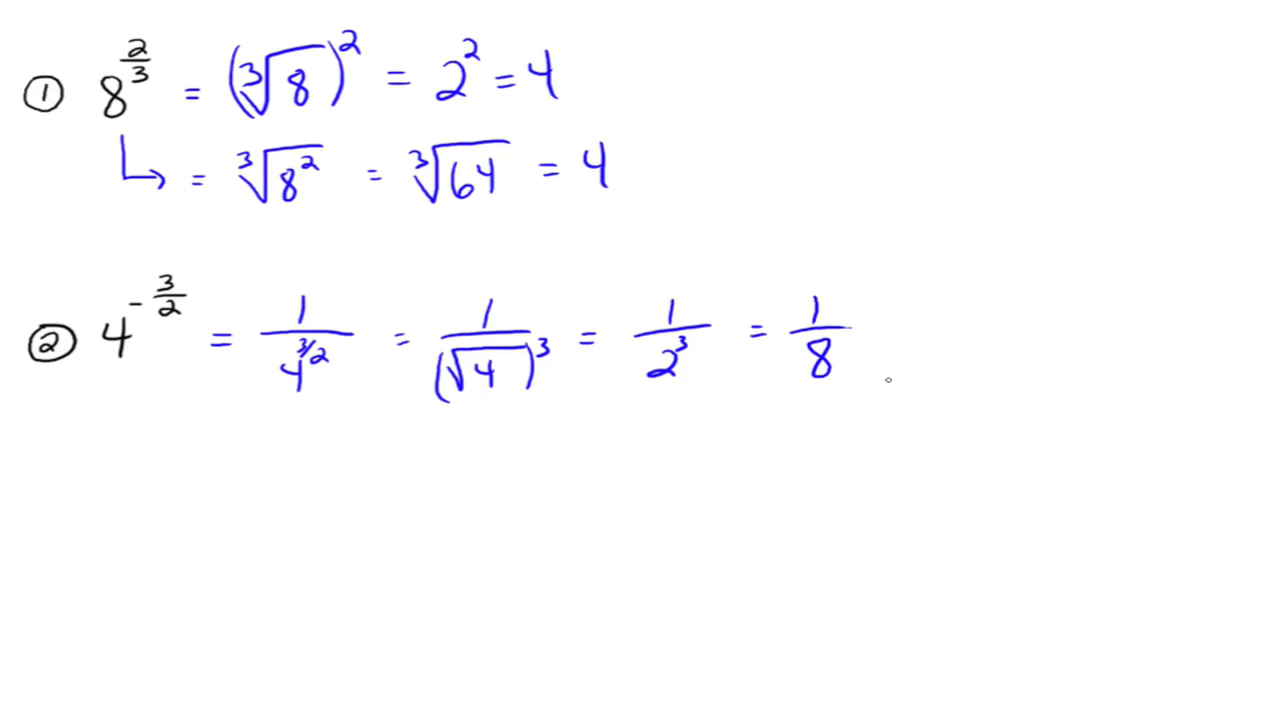 ① 8^(2/3) = (∛8)^2 = 2^2 = 4
↳ = ∛(8^2) = ∛64 = 4
② 4^(-3/2) = 1/4^(3/2) = 1/(√4)^3 = 1/2^3 = 1/8